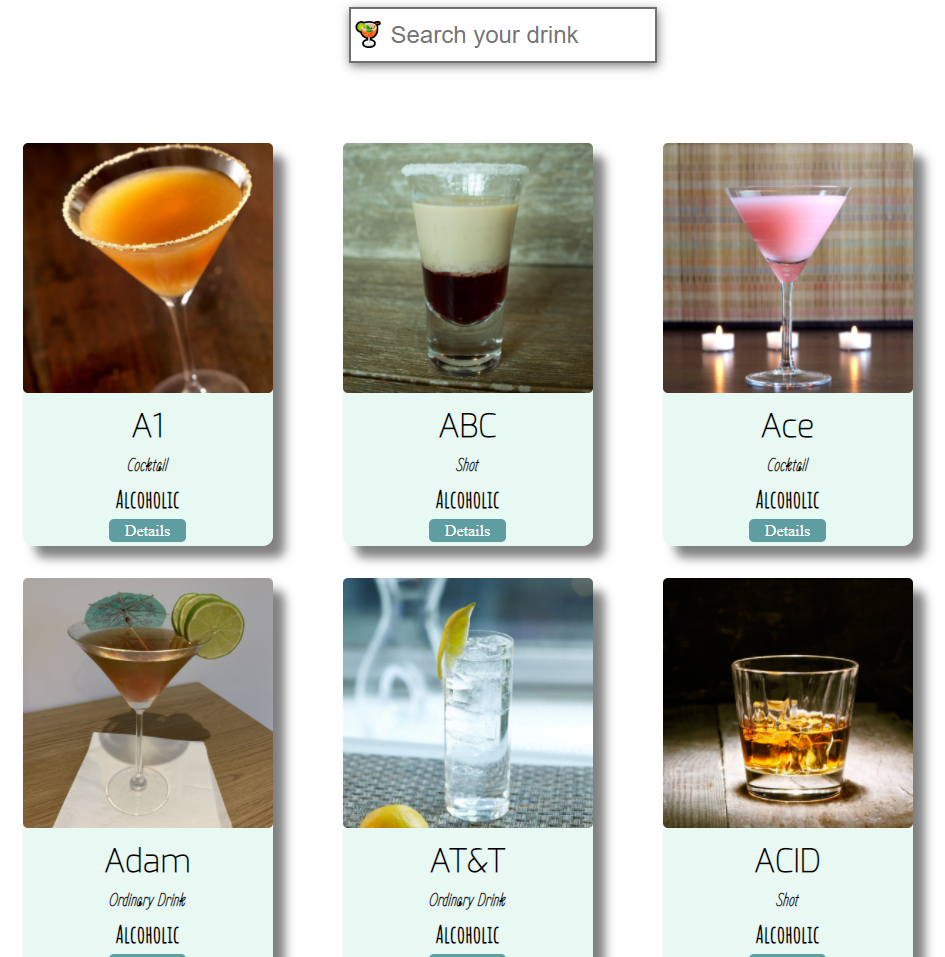 Search your drink
A1
Cocktail
Alcoholic
Details
ABC
Shot
Alcoholic
Details
Ace
Cocktail
Alcoholic
Details
Adam
Ordinary Drink
Alcoholic
AT&T
Ordinary Drink
Alcoholic
ACID
Shot
Alcoholic